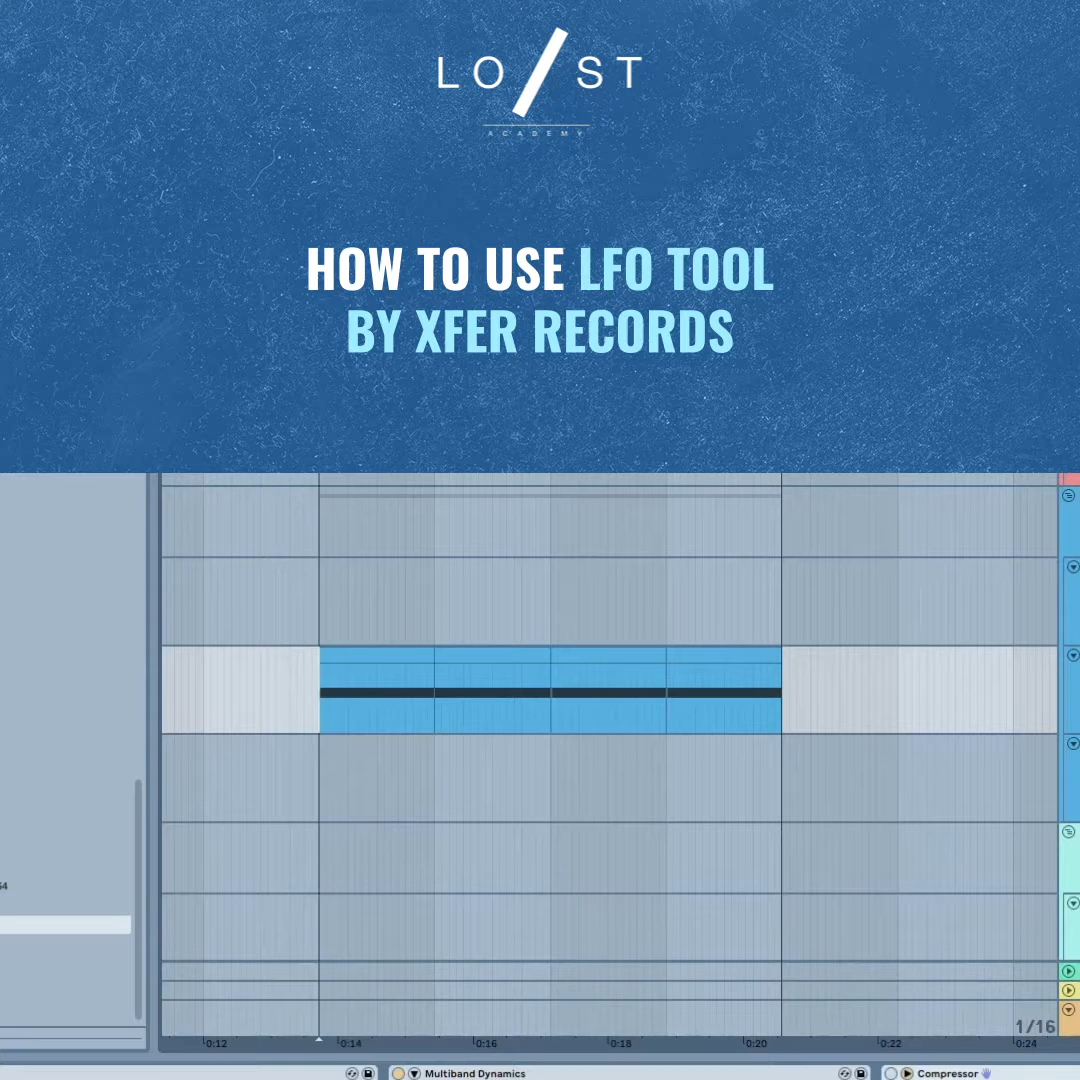 LO/ST
ACADEMY
HOW TO USE LFO TOOL
BY XFER RECORDS
64
1/16
0:12 0:14 0:16 0:18 0:20 0:22 0:24
Multiband Dynamics Compressor